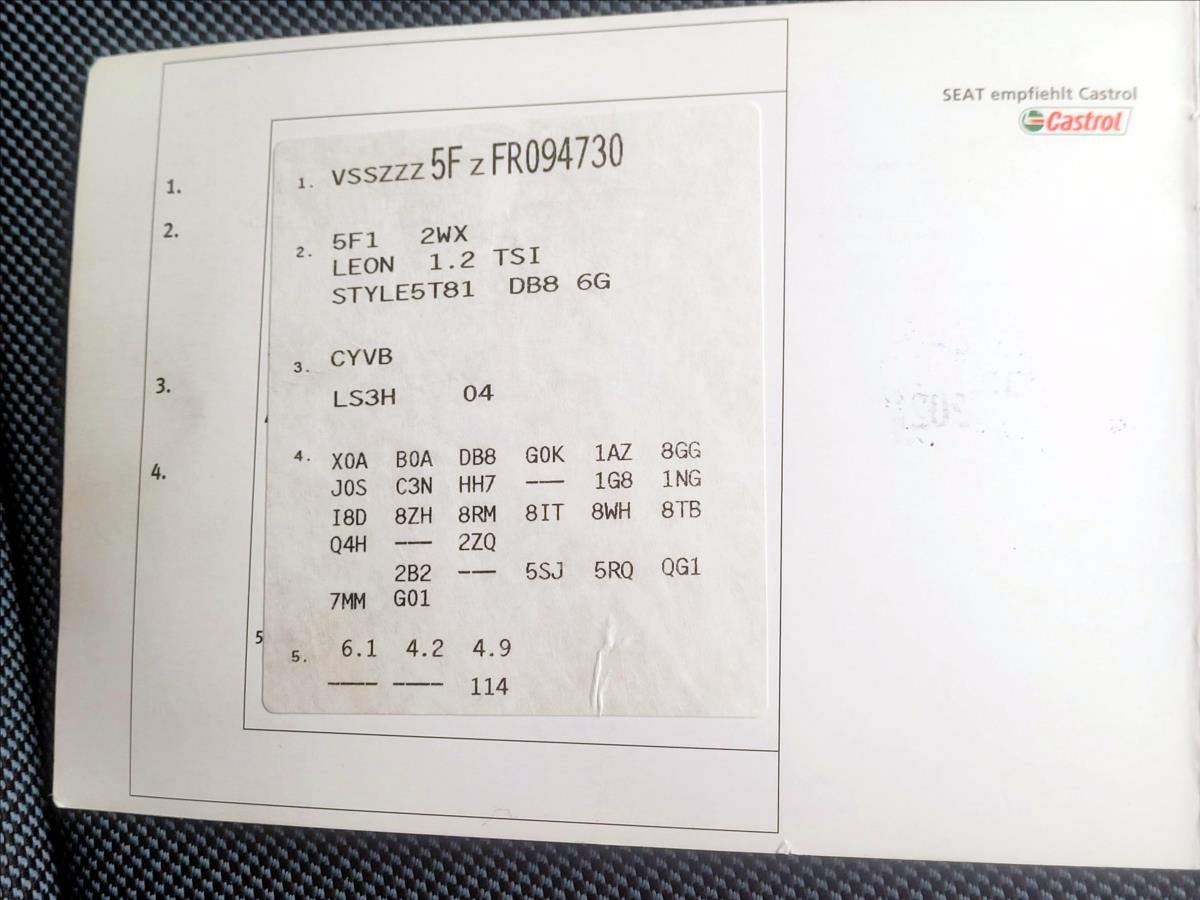 SEAT empfiehlt Castrol
Castrol
1.
2.
3.
4.
5
1. VSSZZZ 5F Z FR094730
2. 5F1 2WX
LEON 1.2 TSI
STYLE5T81 DB8 6G
3. CYVB
LS3H 04
4. X0A B0A DB8 G0K 1AZ 8GG
J0S C3N HH7 --- 1G8 1NG
I8D 8ZH 8RM 8IT 8WH 8TB
Q4H --- 2ZQ
2B2 --- 5SJ 5RQ QG1
7MM G01
5. 6.1 4.2 4.9
---- ---- 114